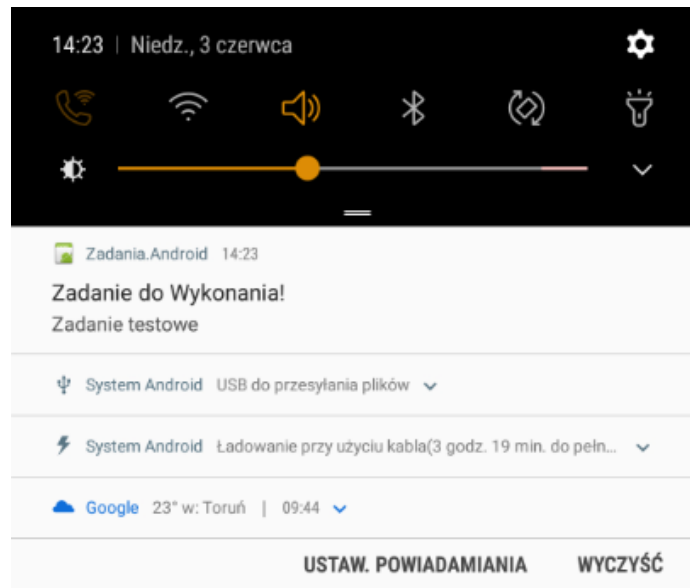 14:23 | Niedz., 3 czerwca
Zadania.Android 14:23
Zadanie do Wykonania!
Zadanie testowe
System Android USB do przesyłania plików
System Android Ładowanie przy użyciu kabla(3 godz. 19 min. do pełn...
Google 23° w: Toruń | 09:44
USTAW. POWIADAMIANIA WYCZYŚĆ